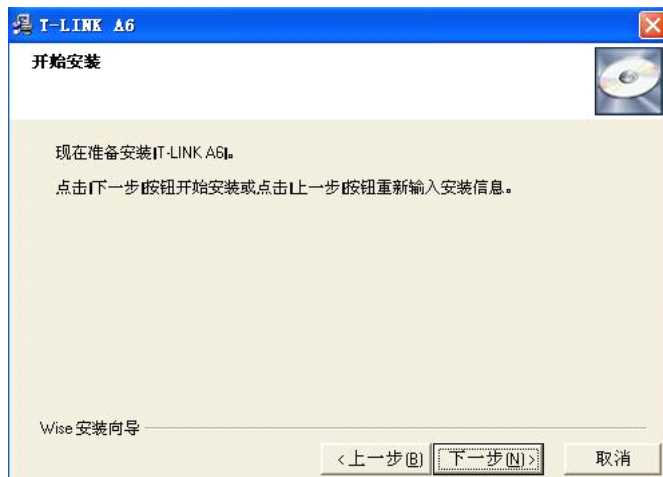 T-LINK A6
开始安装
现在准备安装T-LINK A6。
点击下一步按钮开始安装或点击上一步按钮重新输入安装信息。
Wise 安装向导
<上一步(B)
下一步(N)>
取消